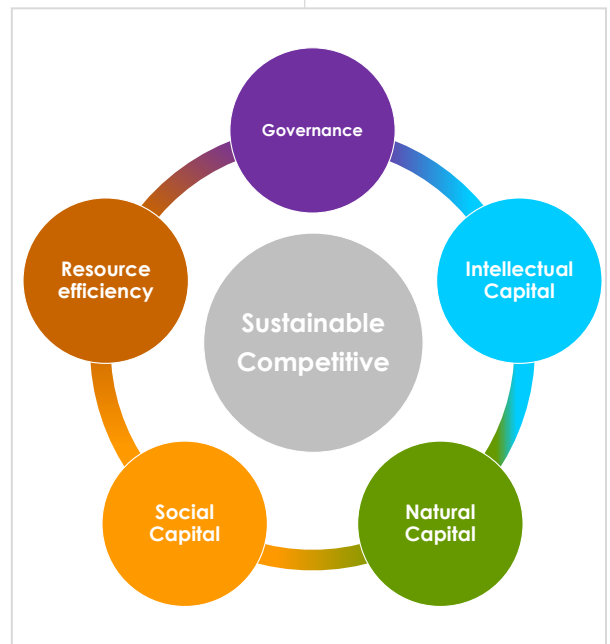 Governance
Resource
efficiency
Intellectual
Capital
Sustainable
Competitive
Social
Capital
Natural
Capital